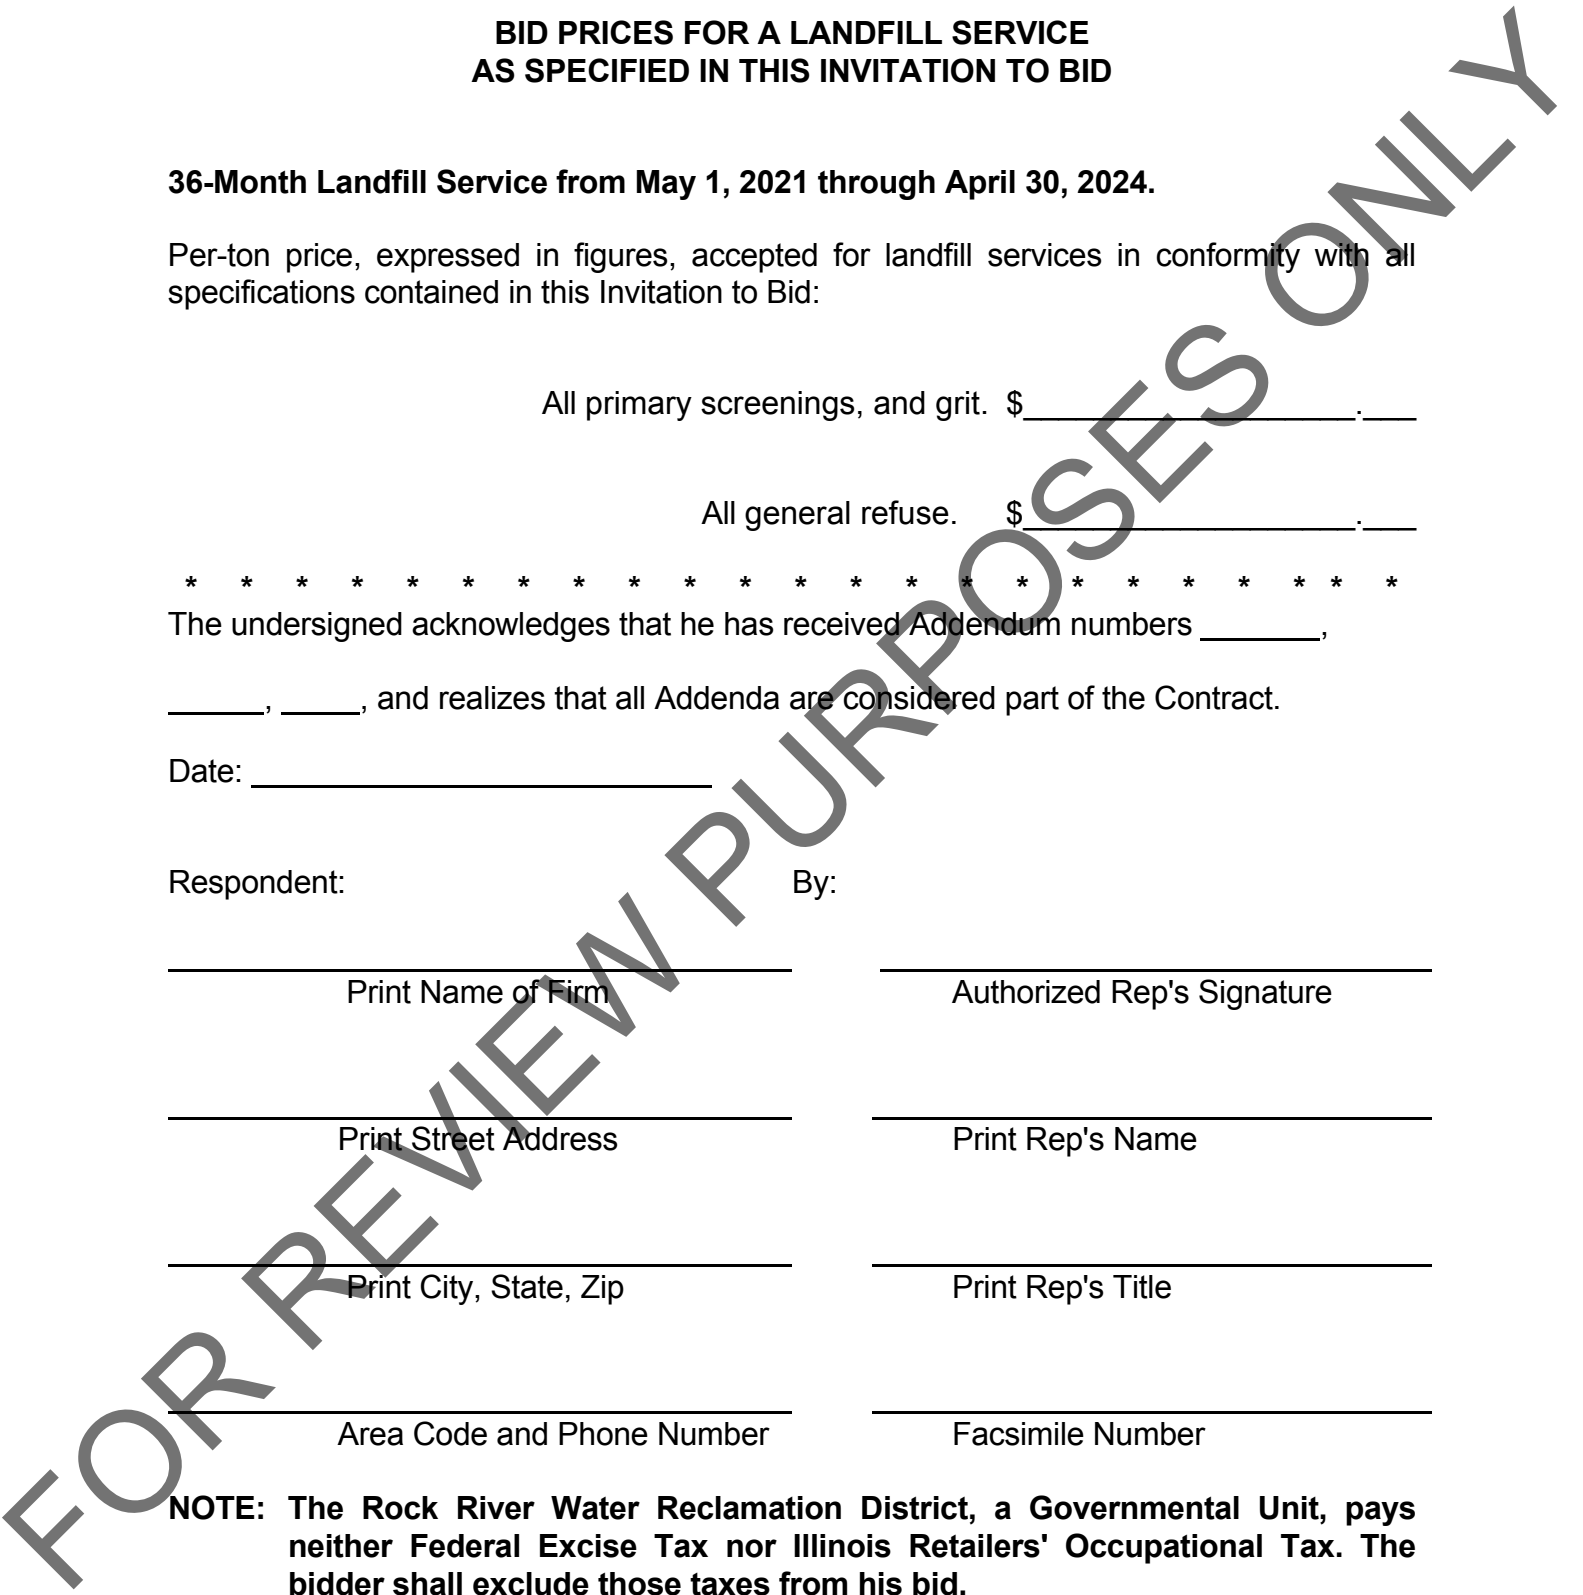 BID PRICES FOR A LANDFILL SERVICE
AS SPECIFIED IN THIS INVITATION TO BID
36-Month Landfill Service from May 1, 2021 through April 30, 2024.
Per-ton price, expressed in figures, accepted for landfill services in conformity with all
specifications contained in this Invitation to Bid:
All primary screenings, and grit. $___________________.___
All general refuse. $___________________.___
* * * * * * * * * * * * * * * * * * * * * * *
The undersigned acknowledges that he has received Addendum numbers _______,
______, _____, and realizes that all Addenda are considered part of the Contract.
Date: ___________________________
Respondent: By:
Print Name of Firm Authorized Rep's Signature
Print Street Address Print Rep's Name
Print City, State, Zip Print Rep's Title
Area Code and Phone Number Facsimile Number
NOTE: The Rock River Water Reclamation District, a Governmental Unit, pays
neither Federal Excise Tax nor Illinois Retailers' Occupational Tax. The
bidder shall exclude those taxes from his bid.
FOR REVIEW PURPOSES ONLY